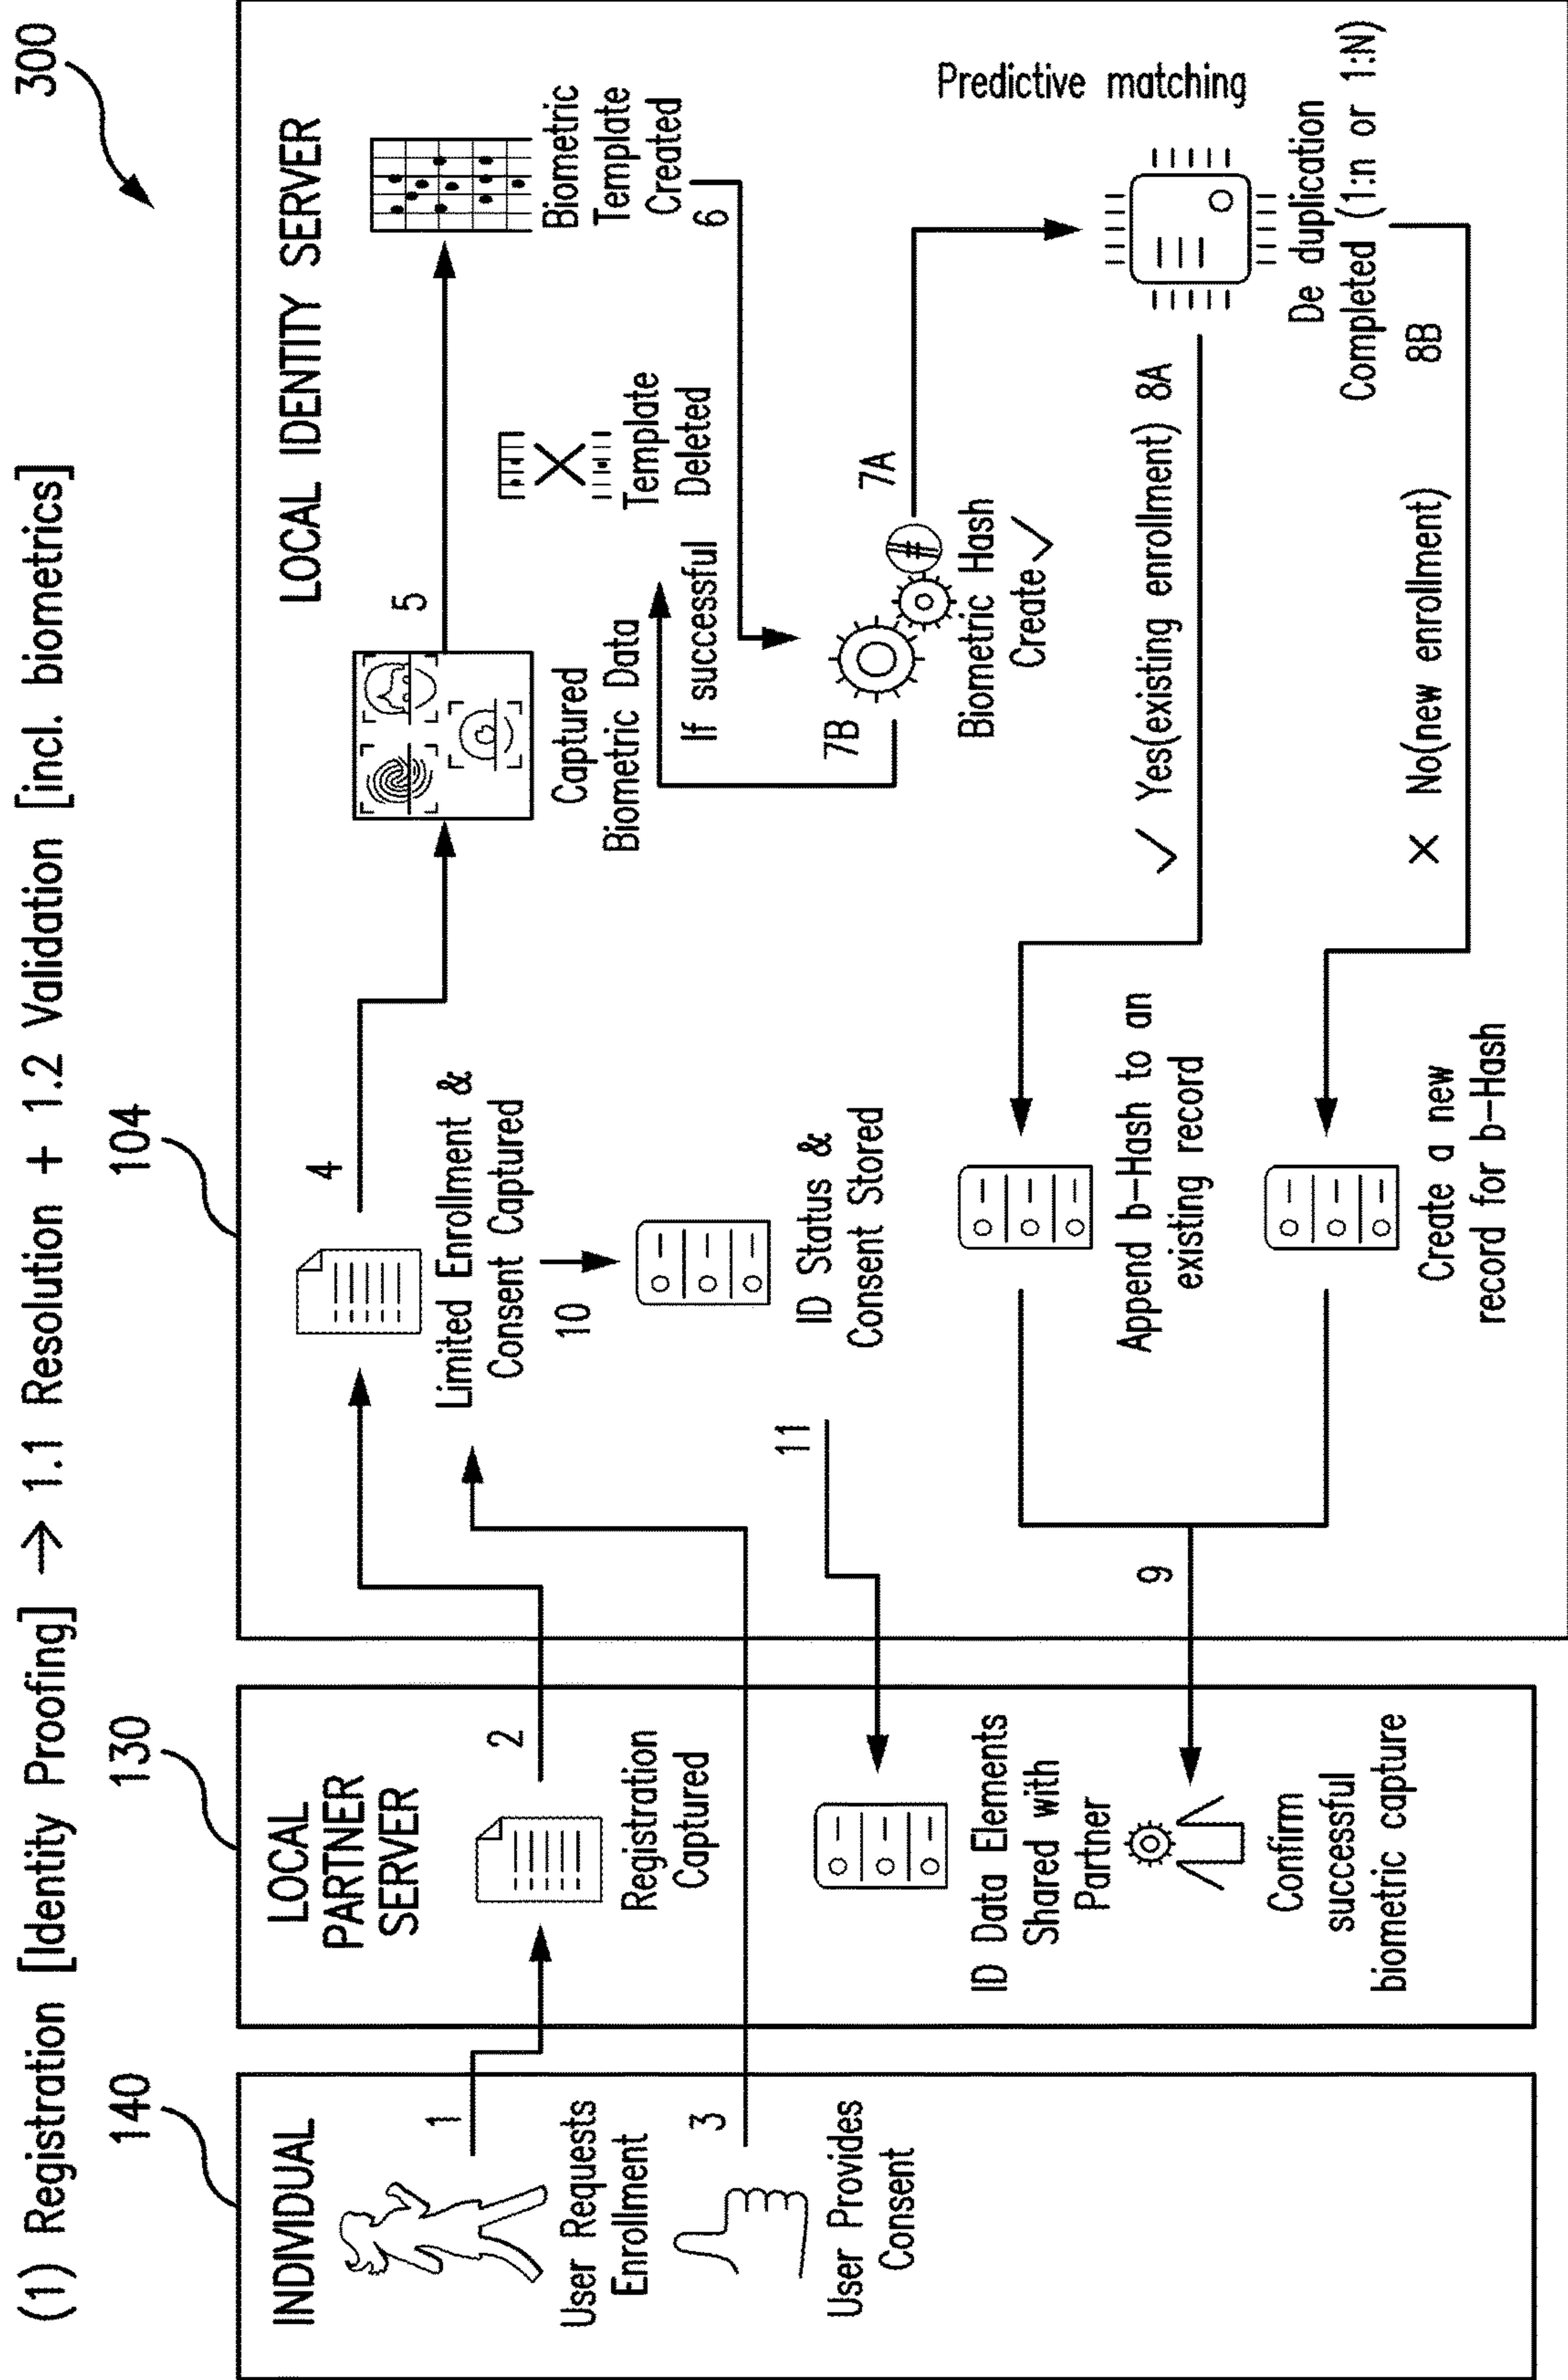 (1) Registration [Identity Proofing] → 1.1 Resolution + 1.2 Validation [incl. biometrics]
300
140
130
104
INDIVIDUAL
1
User Requests
Enrollment
3
User Provides
Consent
LOCAL
PARTNER
SERVER
2
Registration
Captured
ID Data Elements
Shared with
Partner
Confirm
successful
biometric capture
LOCAL IDENTITY SERVER
4
Limited Enrollment &
Consent Captured
10
ID Status &
Consent Stored
11
5
Captured
Biometric Data
Biometric
Template
Created
6
Template
Deleted
If successful
7B
7A
Biometric Hash
Create ✓
Predictive matching
De duplication
Completed (1:n or 1:N)
✓ Yes(existing enrollment) 8A
8B
× No(new enrollment)
Append b-Hash to an
existing record
Create a new
record for b-Hash
9